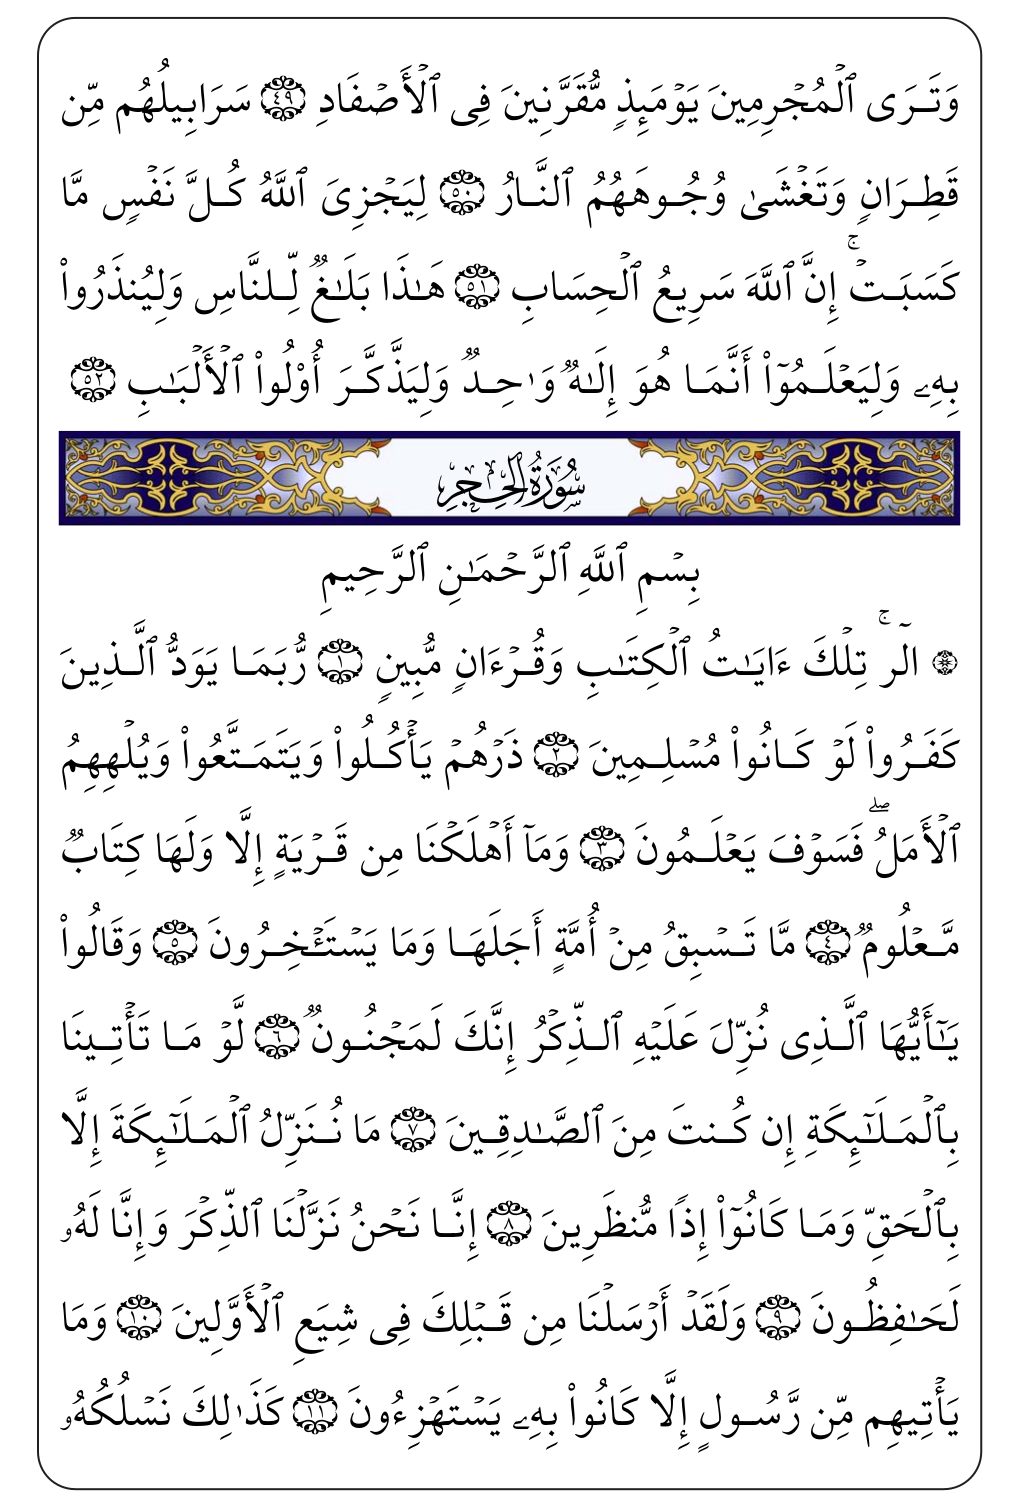 وَتَرَى ٱلْمُجْرِمِينَ يَوْمَئِذٍ مُّقَرَّنِينَ فِى ٱلْأَصْفَادِ ۝٤٩ سَرَابِيلُهُم مِّن
قَطِرَانٍ وَتَغْشَىٰ وُجُوهَهُمُ ٱلنَّارُ ۝٥٠ لِيَجْزِىَ ٱللَّهُ كُلَّ نَفْسٍ مَّا
كَسَبَتْ ۚ إِنَّ ٱللَّهَ سَرِيعُ ٱلْحِسَابِ ۝٥١ هَـٰذَا بَلَـٰغٌ لِّلنَّاسِ وَلِيُنذَرُوا۟
بِهِۦ وَلِيَعْلَمُوٓا۟ أَنَّمَا هُوَ إِلَـٰهٌ وَٰحِدٌ وَلِيَذَّكَّرَ أُو۟لُوا۟ ٱلْأَلْبَـٰبِ ۝٥٢
سُورَةُ الْحِجْرِ
بِسْمِ ٱللَّهِ ٱلرَّحْمَـٰنِ ٱلرَّحِيمِ
۞ الٓر ۚ تِلْكَ ءَايَـٰتُ ٱلْكِتَـٰبِ وَقُرْءَانٍ مُّبِينٍ ۝١ رُّبَمَا يَوَدُّ ٱلَّذِينَ
كَفَرُوا۟ لَوْ كَانُوا۟ مُسْلِمِينَ ۝٢ ذَرْهُمْ يَأْكُلُوا۟ وَيَتَمَتَّعُوا۟ وَيُلْهِهِمُ
ٱلْأَمَلُ ۖ فَسَوْفَ يَعْلَمُونَ ۝٣ وَمَآ أَهْلَكْنَا مِن قَرْيَةٍ إِلَّا وَلَهَا كِتَابٌ
مَّعْلُومٌ ۝٤ مَّا تَسْبِقُ مِنْ أُمَّةٍ أَجَلَهَا وَمَا يَسْتَـْٔخِرُونَ ۝٥ وَقَالُوا۟
يَـٰٓأَيُّهَا ٱلَّذِى نُزِّلَ عَلَيْهِ ٱلذِّكْرُ إِنَّكَ لَمَجْنُونٌ ۝٦ لَّوْ مَا تَأْتِينَا
بِٱلْمَلَـٰٓئِكَةِ إِن كُنتَ مِنَ ٱلصَّـٰدِقِينَ ۝٧ مَا نُنَزِّلُ ٱلْمَلَـٰٓئِكَةَ إِلَّا
بِٱلْحَقِّ وَمَا كَانُوٓا۟ إِذًا مُّنظَرِينَ ۝٨ إِنَّا نَحْنُ نَزَّلْنَا ٱلذِّكْرَ وَإِنَّا لَهُۥ
لَحَـٰفِظُونَ ۝٩ وَلَقَدْ أَرْسَلْنَا مِن قَبْلِكَ فِى شِيَعِ ٱلْأَوَّلِينَ ۝١٠ وَمَا
يَأْتِيهِم مِّن رَّسُولٍ إِلَّا كَانُوا۟ بِهِۦ يَسْتَهْزِءُونَ ۝١١ كَذَٰلِكَ نَسْلُكُهُۥ